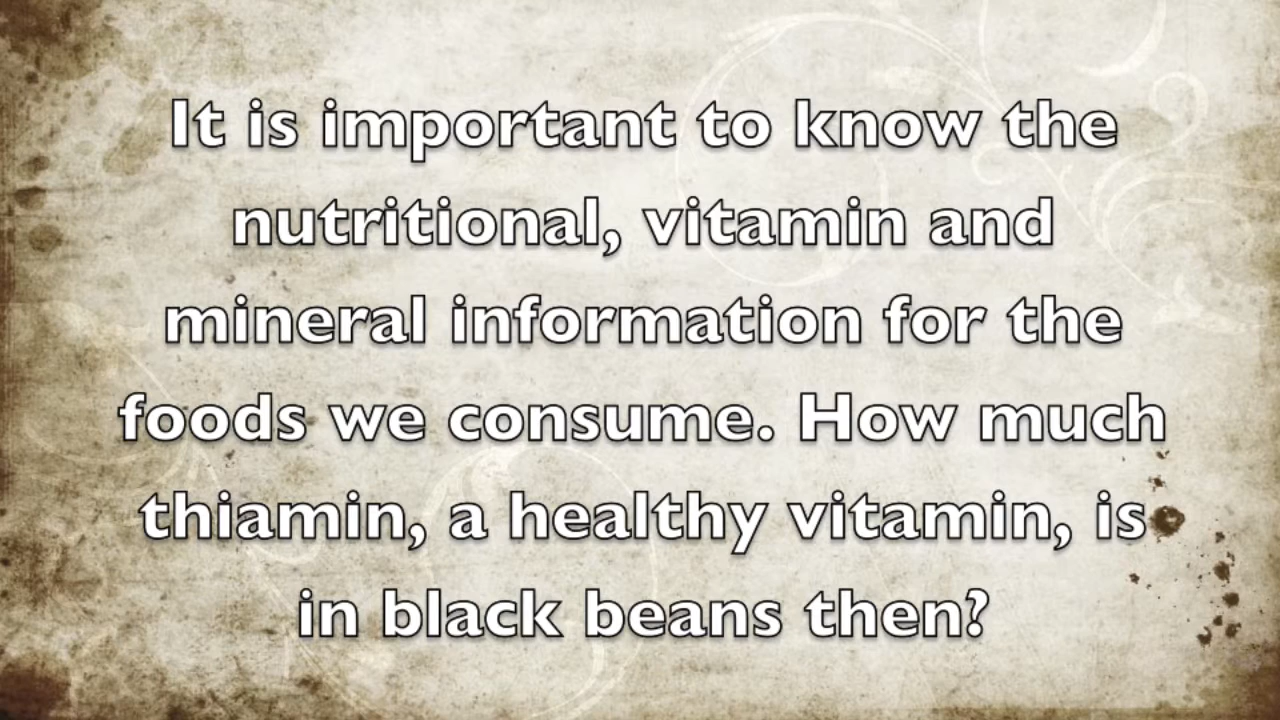 It is important to know the
nutritional, vitamin and
mineral information for the
foods we consume. How much
thiamin, a healthy vitamin, is
in black beans then?